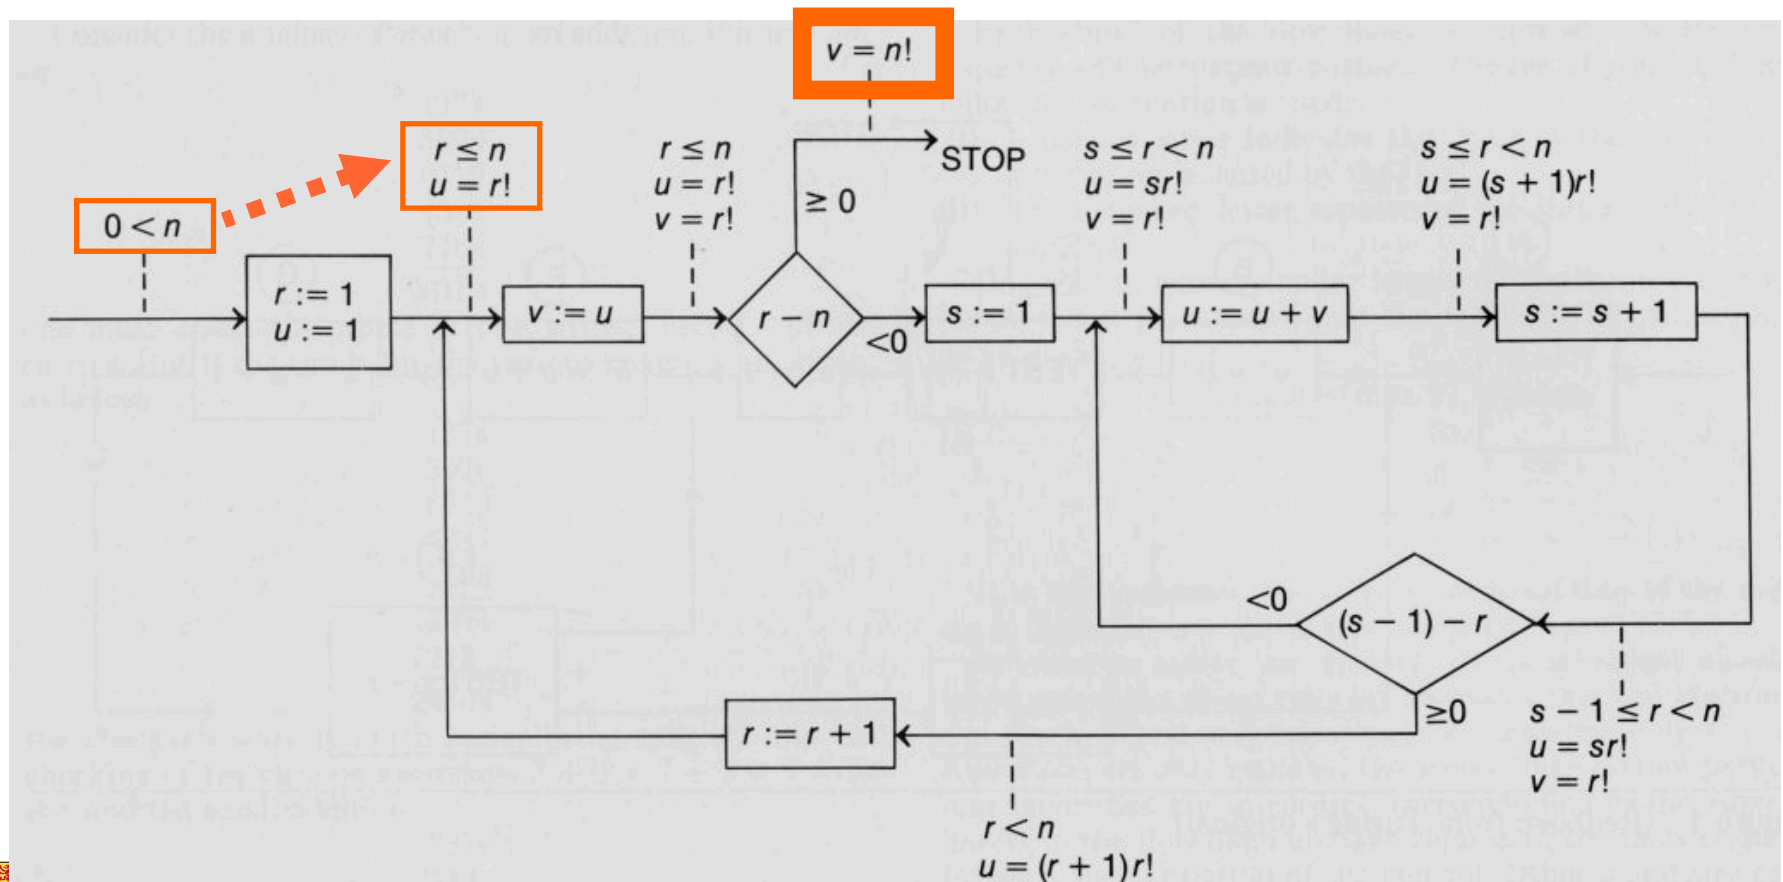 v = n!
r ≤ n
u = r!
r ≤ n
u = r!
v = r!
STOP
s ≤ r < n
u = sr!
v = r!
s ≤ r < n
u = (s + 1)r!
v = r!
≥ 0
0 < n
r := 1
u := 1
v := u
r – n
<0
s := 1
u := u + v
s := s + 1
<0
(s – 1) – r
≥0
r := r + 1
s – 1 ≤ r < n
u = sr!
v = r!
r < n
u = (r + 1)r!